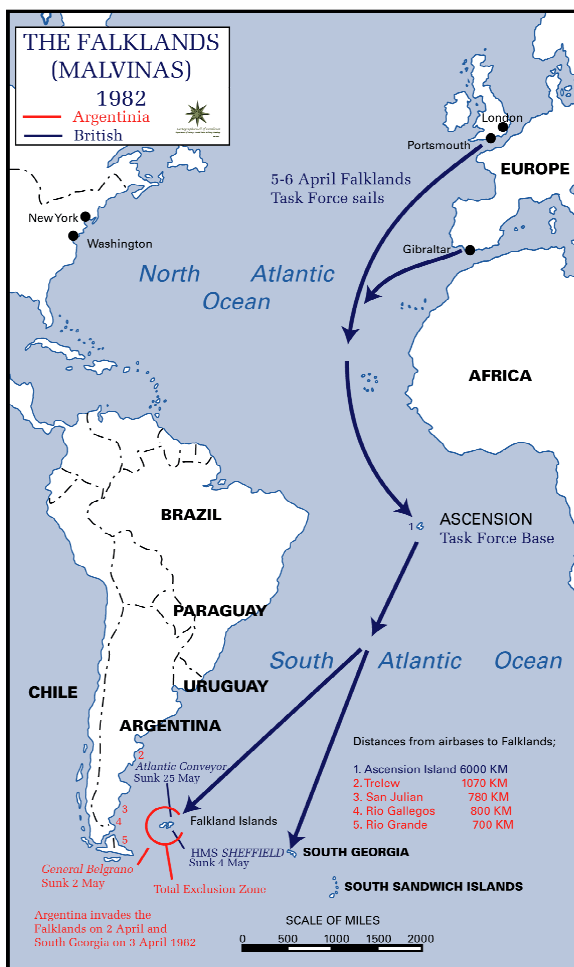 THE FALKLANDS
(MALVINAS)
1982
Argentinia
British
London
Portsmouth
EUROPE
5-6 April Falklands
Task Force sails
New York
Washington
Gibraltar
North Atlantic
Ocean
AFRICA
BRAZIL
1
ASCENSION
Task Force Base
PARAGUAY
South Atlantic Ocean
CHILE
URUGUAY
ARGENTINA
2
Atlantic Conveyor
Sunk 25 May
3
4
5
Falkland Islands
HMS SHEFFIELD
Sunk 4 May
General Belgrano
Sunk 2 May
Total Exclusion Zone
Distances from airbases to Falklands;
1. Ascension Island 6000 KM
2. Trelew 1070 KM
3. San Julian 780 KM
4. Rio Gallegos 800 KM
5. Rio Grande 700 KM
SOUTH GEORGIA
SOUTH SANDWICH ISLANDS
Argentina invades the
Falklands on 2 April and
South Georgia on 3 April 1982
SCALE OF MILES
0 500 1000 1500 2000